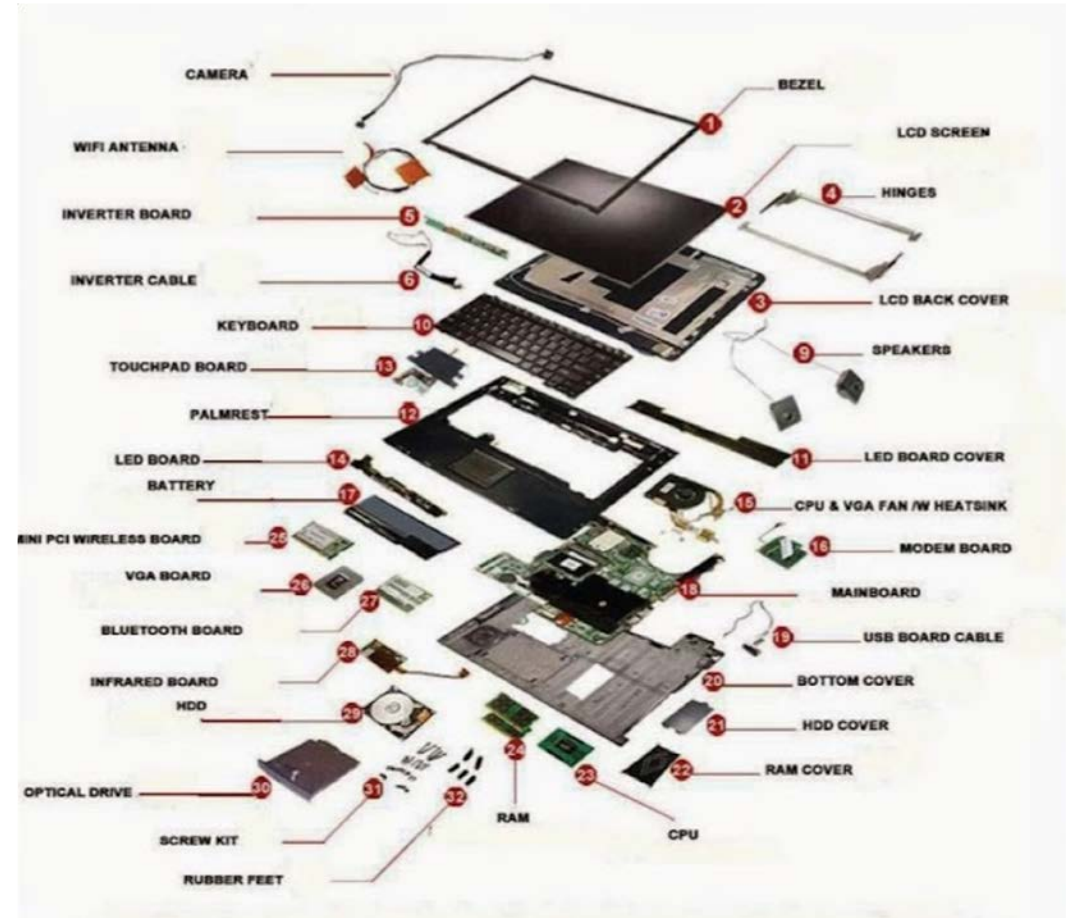 CAMERA
BEZEL
LCD SCREEN
WIFI ANTENNA
1
4 HINGES
2
INVERTER BOARD 5
INVERTER CABLE 6
3 LCD BACK COVER
KEYBOARD 10
9 SPEAKERS
TOUCHPAD BOARD 13
PALMREST 12
LED BOARD 14
11 LED BOARD COVER
BATTERY 17
15 CPU & VGA FAN /W HEATSINK
MINI PCI WIRELESS BOARD 25
16 MODEM BOARD
VGA BOARD 26
18 MAINBOARD
BLUETOOTH BOARD 27
19 USB BOARD CABLE
INFRARED BOARD 28
20 BOTTOM COVER
HDD 29
21 HDD COVER
24
23
22 RAM COVER
OPTICAL DRIVE 30
31
32
RAM
CPU
SCREW KIT
RUBBER FEET